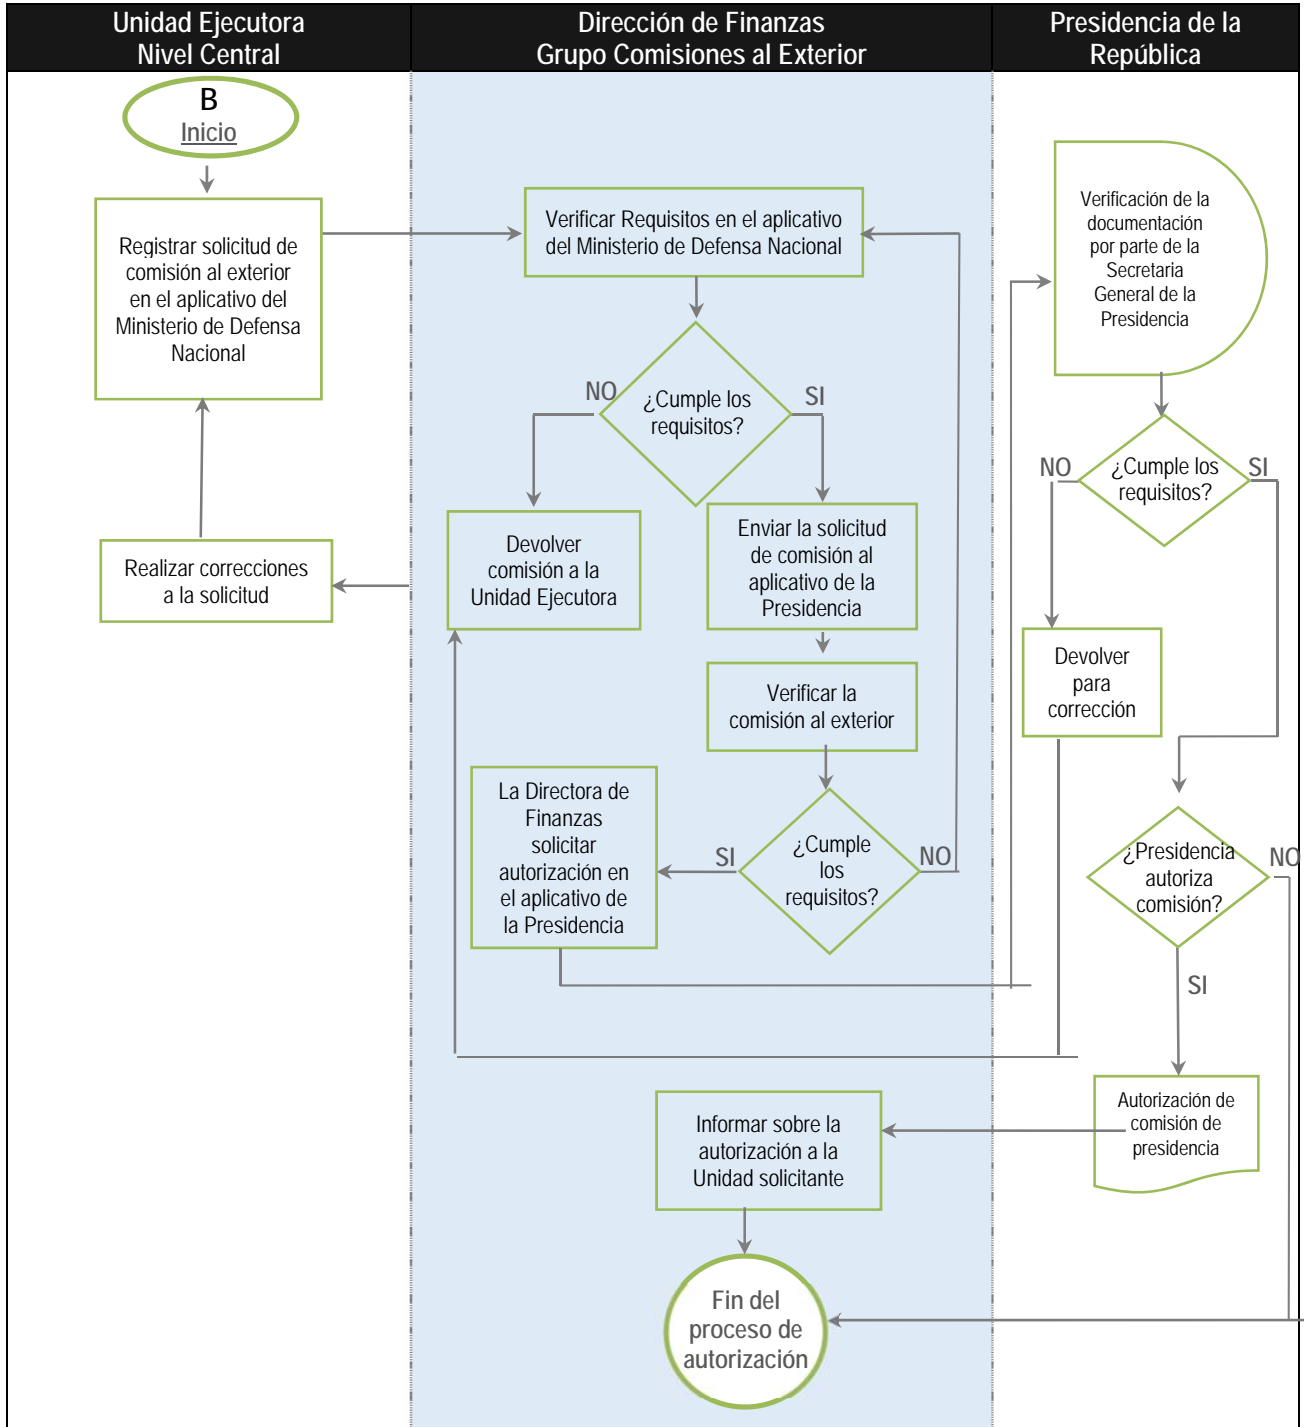 Unidad Ejecutora
Nivel Central
Dirección de Finanzas
Grupo Comisiones al Exterior
Presidencia de la
República
B
Inicio
Registrar solicitud de
comisión al exterior
en el aplicativo del
Ministerio de Defensa
Nacional
Realizar correcciones
a la solicitud
Verificar Requisitos en el aplicativo
del Ministerio de Defensa Nacional
¿Cumple los
requisitos?
NO
SI
Devolver
comisión a la
Unidad Ejecutora
Enviar la solicitud
de comisión al
aplicativo de la
Presidencia
Verificar la
comisión al exterior
¿Cumple
los
requisitos?
SI
NO
La Directora de
Finanzas
solicitar
autorización en
el aplicativo de
la Presidencia
Verificación de la
documentación
por parte de la
Secretaria
General de la
Presidencia
¿Cumple los
requisitos?
NO
SI
Devolver
para
corrección
¿Presidencia
autoriza
comisión?
NO
SI
Autorización de
comisión de
presidencia
Informar sobre la
autorización a la
Unidad solicitante
Fin del
proceso de
autorización